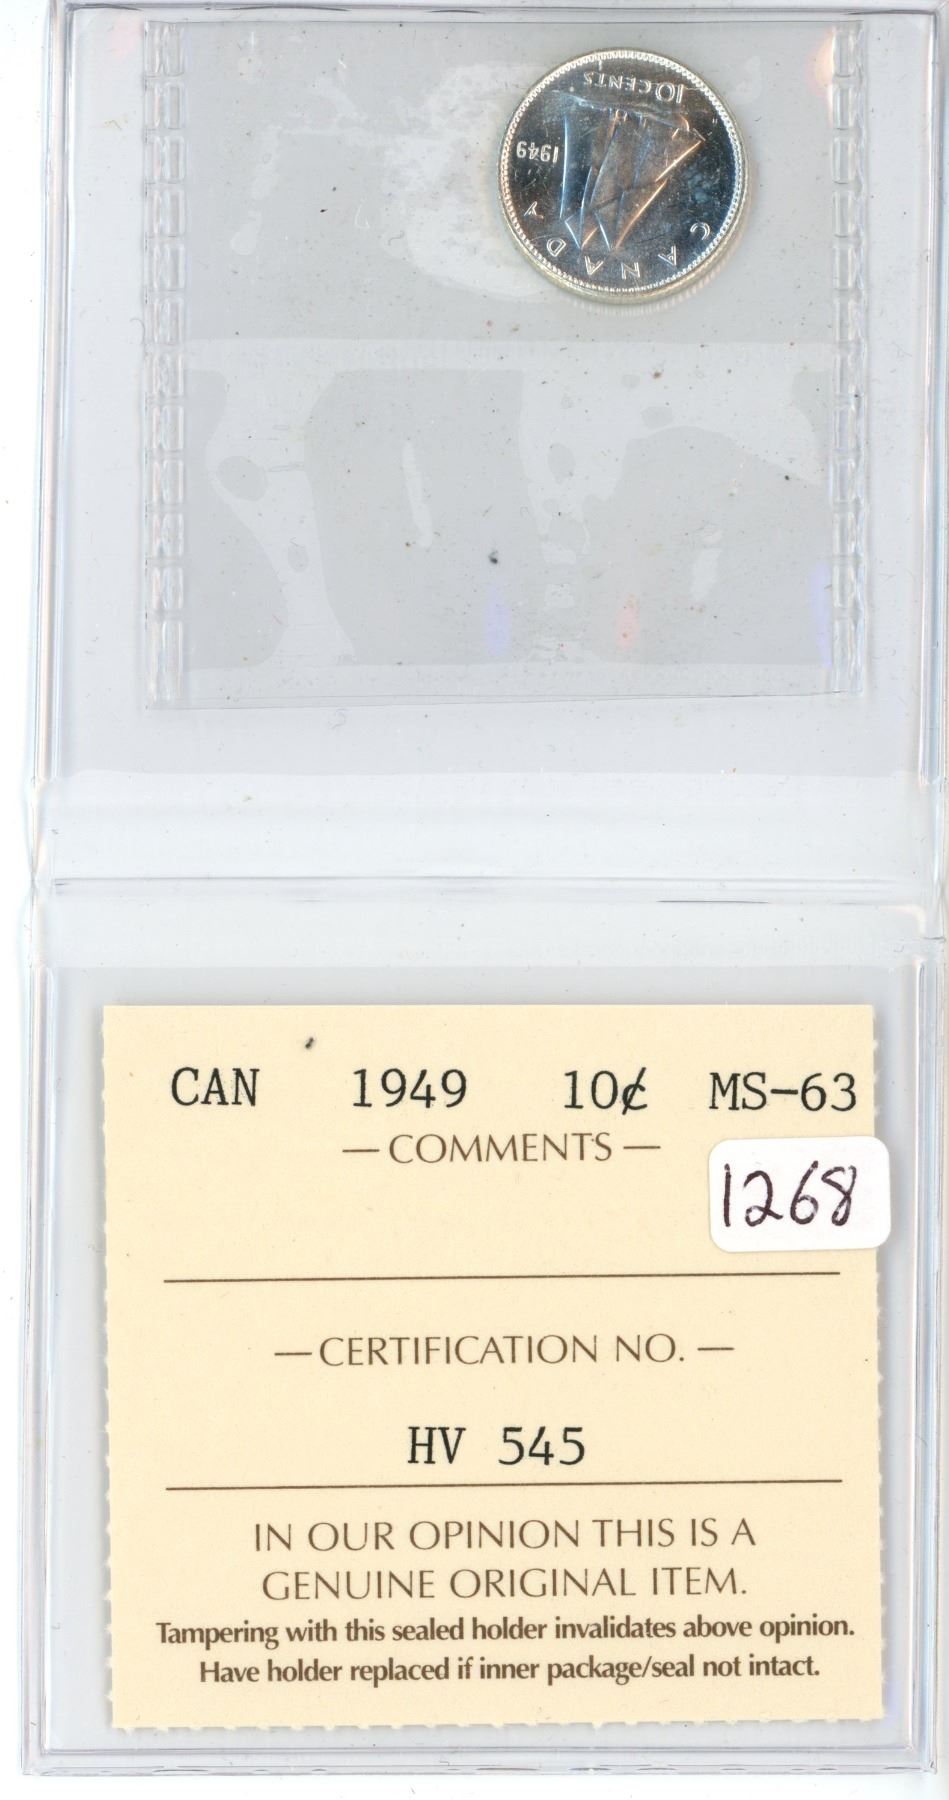 10 CENTS
1949
CANADA
CAN 1949 10¢ MS-63
— COMMENTS —
1268
— CERTIFICATION NO. —
HV 545
IN OUR OPINION THIS IS A
GENUINE ORIGINAL ITEM.
Tampering with this sealed holder invalidates above opinion.
Have holder replaced if inner package/seal not intact.